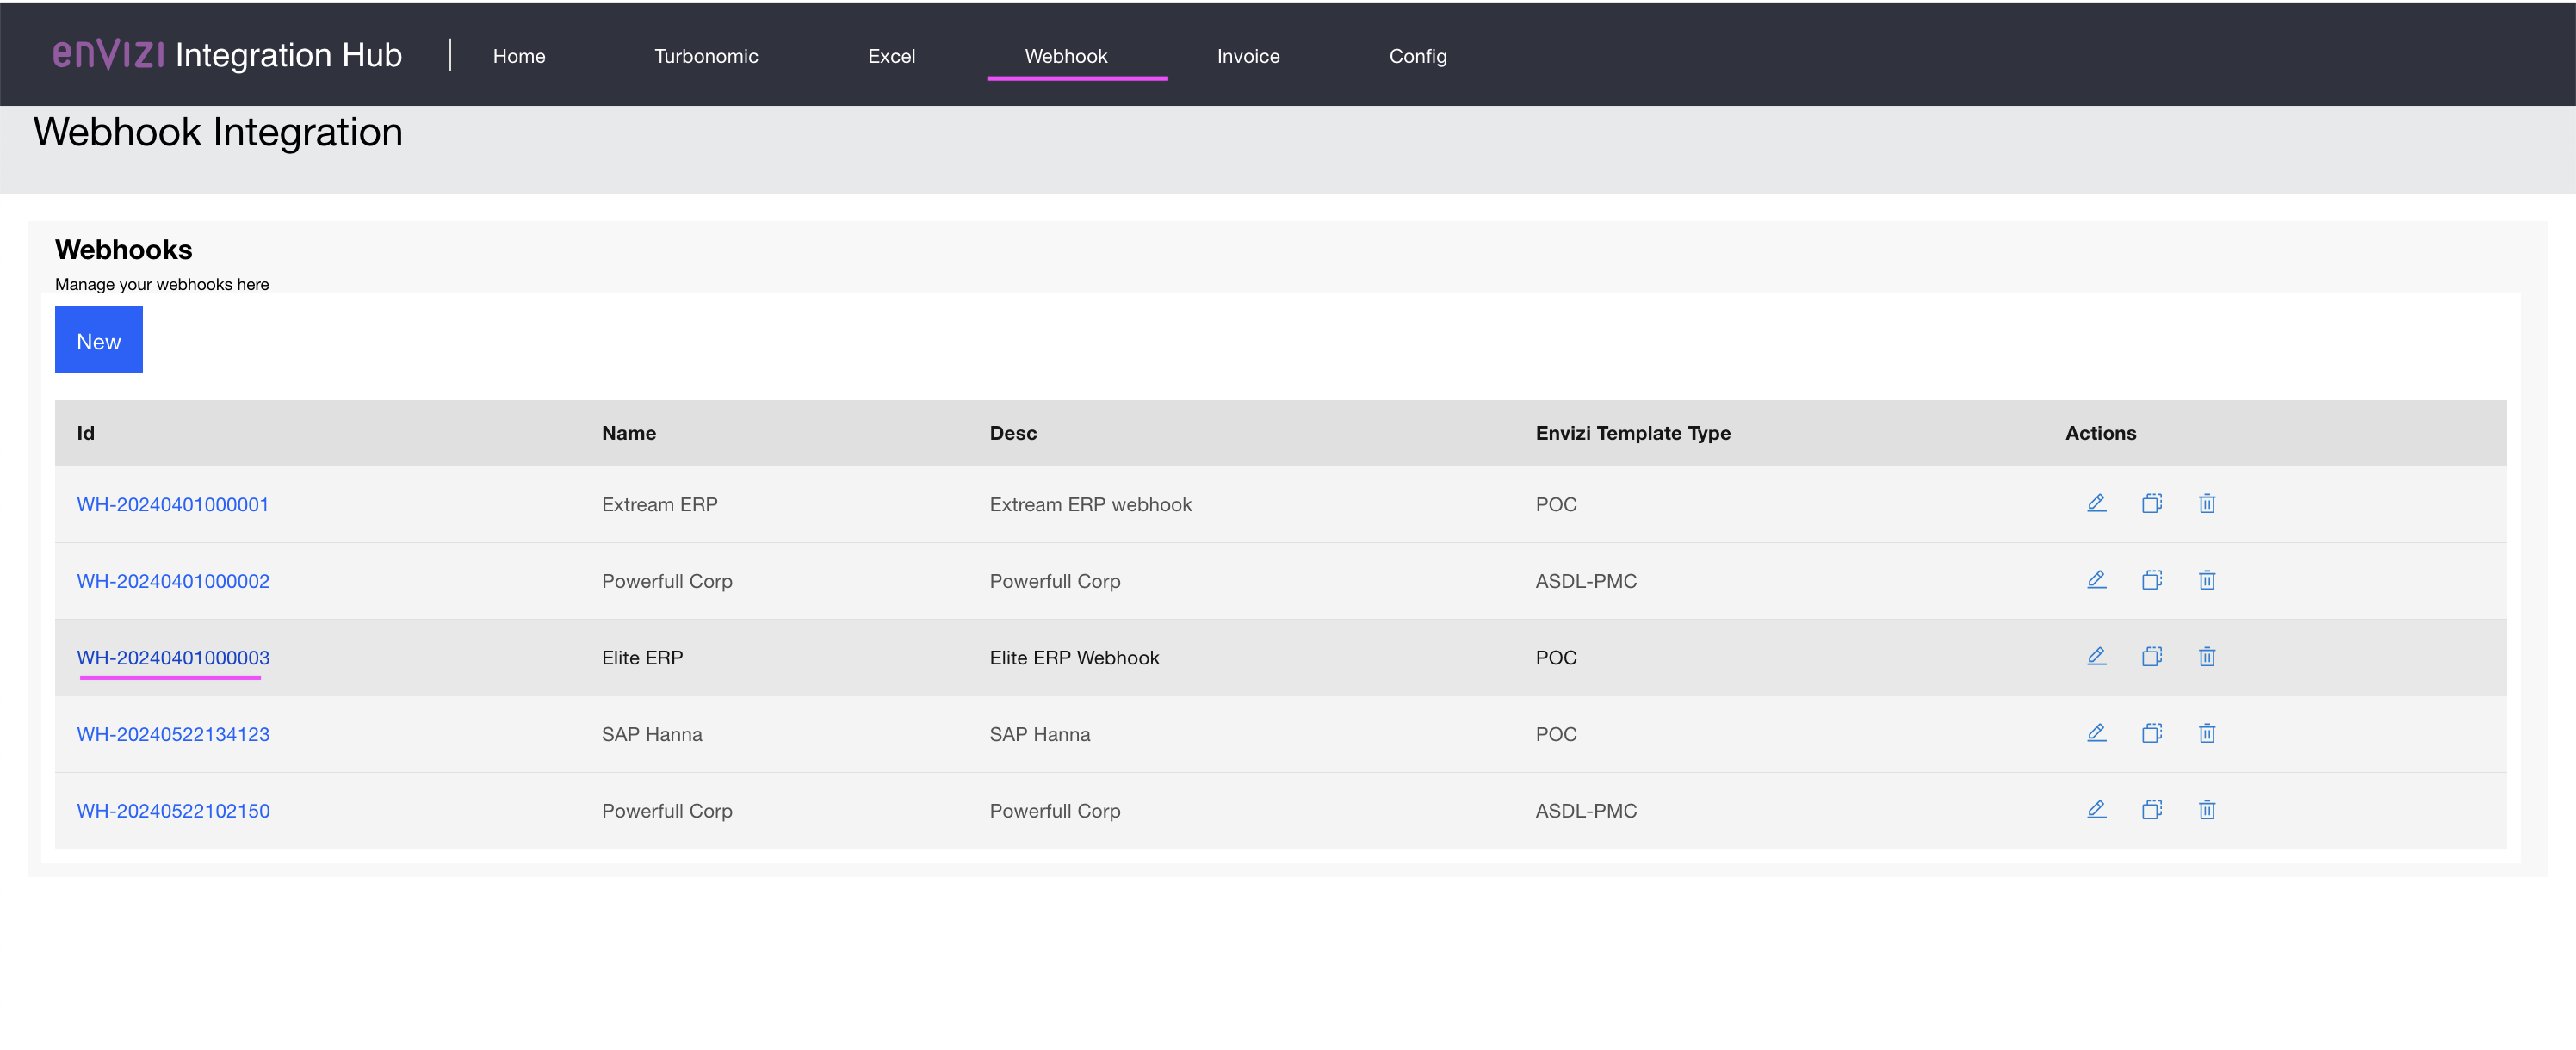 envizi Integration Hub | Home Turbonomic Excel Webhook Invoice Config
Webhook Integration
Webhooks
Manage your webhooks here
New
Id Name Desc Envizi Template Type Actions
WH-20240401000001 Extream ERP Extream ERP webhook POC
WH-20240401000002 Powerfull Corp Powerfull Corp ASDL-PMC
WH-20240401000003 Elite ERP Elite ERP Webhook POC
WH-20240522134123 SAP Hanna SAP Hanna POC
WH-20240522102150 Powerfull Corp Powerfull Corp ASDL-PMC